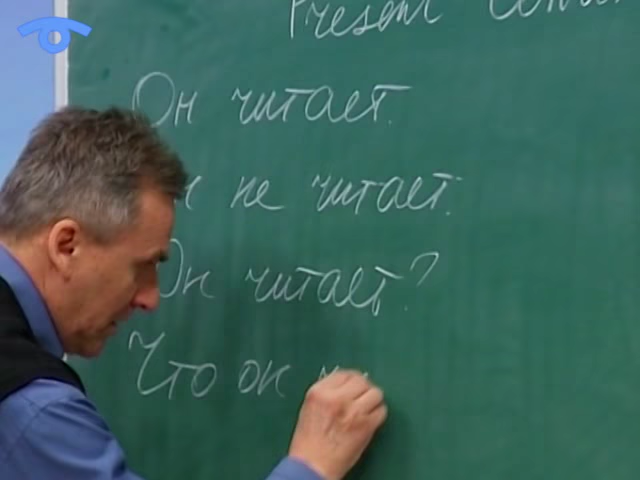 Present
Он читает.
не читает.
Он читает?
Что он